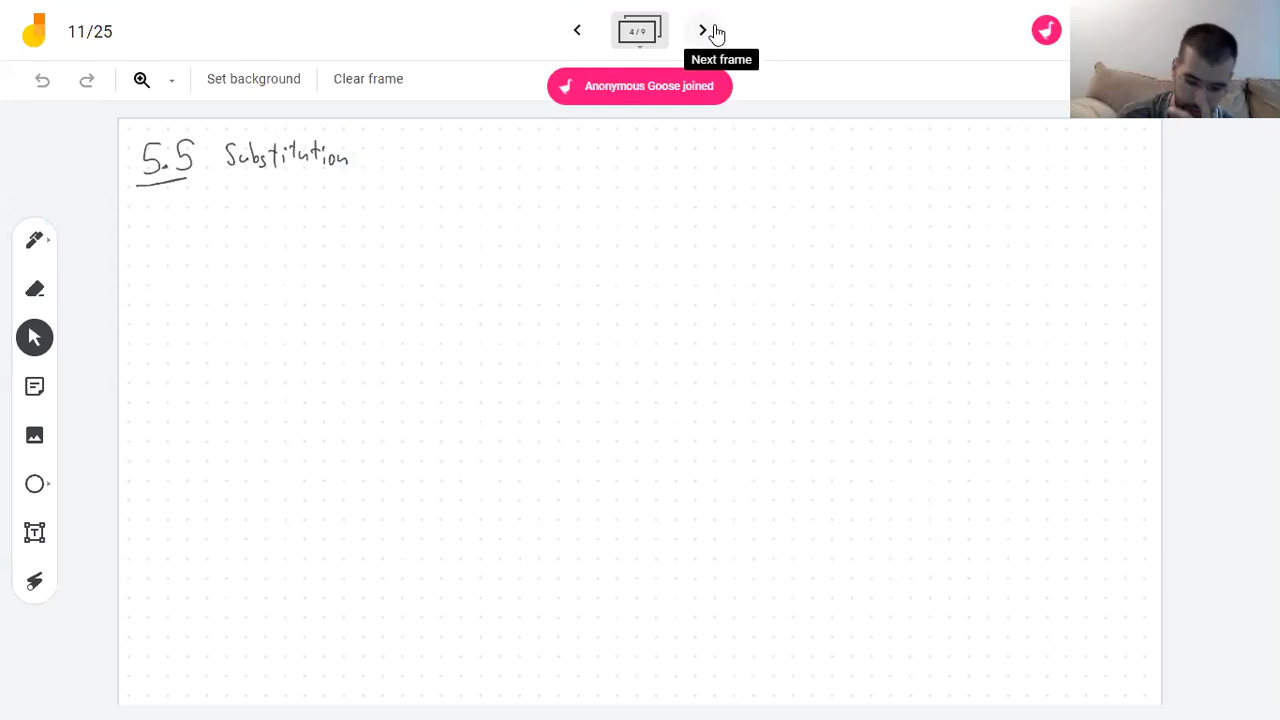 11/25
4 / 9
Next frame
Set background
Clear frame
Anonymous Goose joined
5.5 Substitution